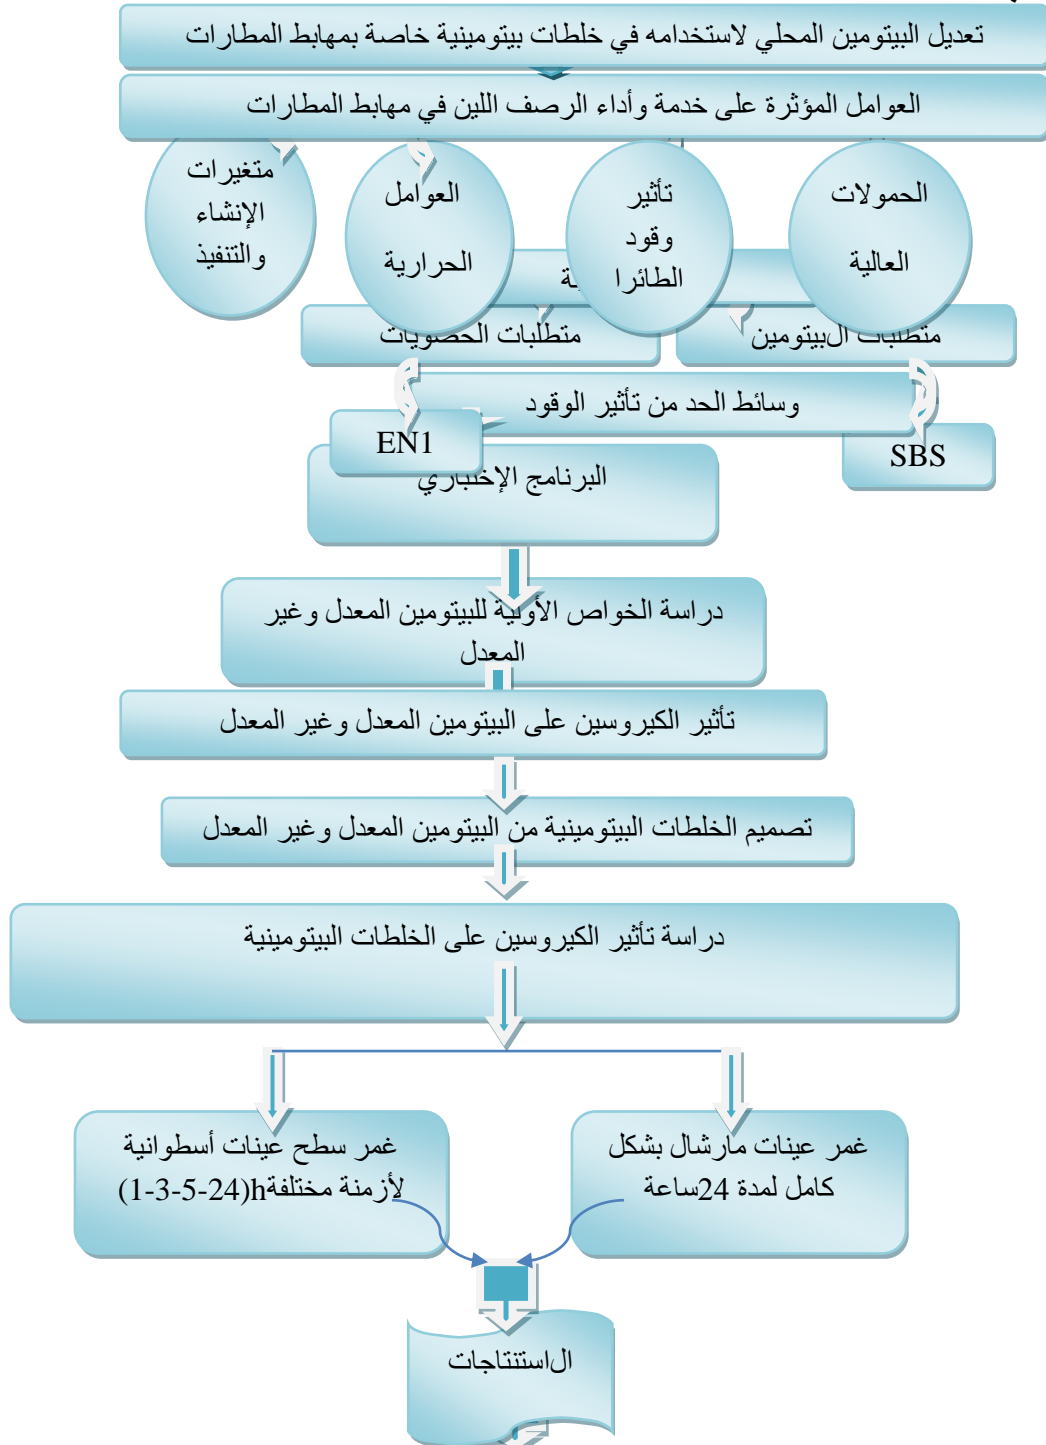 تعديل البيتومين المحلي لاستخدامه في خلطات بيتومينية خاصة بمهابط المطارات
العوامل المؤثرة على خدمة وأداء الرصف اللين في مهابط المطارات
الحمولات
العالية
تأثير
وقود
الطائرا
العوامل
الحرارية
متغيرات
الإنشاء
والتنفيذ
متطلبات البيتومين
متطلبات الحصويات
وسائط الحد من تأثير الوقود
SBS
EN1
البرنامج الإختباري
دراسة الخواص الأولية للبيتومين المعدل وغير
المعدل
تأثير الكيروسين على البيتومين المعدل وغير المعدل
تصميم الخلطات البيتومينية من البيتومين المعدل وغير المعدل
دراسة تأثير الكيروسين على الخلطات البيتومينية
غمر عينات مارشال بشكل
كامل لمدة 24ساعة
غمر سطح عينات أسطوانية
لأزمنة مختلفة(1-3-5-24)h
الاستنتاجات